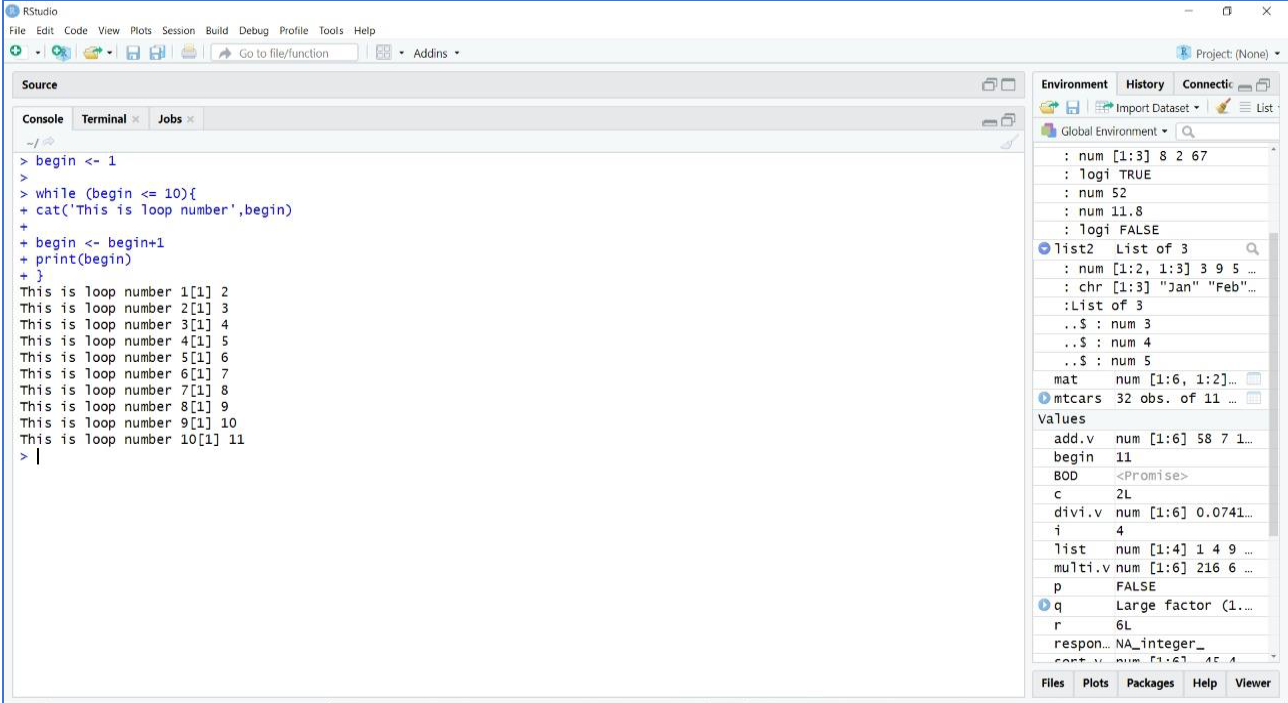 RStudio
File Edit Code View Plots Session Build Debug Profile Tools Help
Go to file/function
Addins
Project: (None)
Source
Console Terminal Jobs
~/
> begin <- 1
>
> while (begin <= 10){
+ cat('This is loop number',begin)
+
+ begin <- begin+1
+ print(begin)
+ }
This is loop number 1[1] 2
This is loop number 2[1] 3
This is loop number 3[1] 4
This is loop number 4[1] 5
This is loop number 5[1] 6
This is loop number 6[1] 7
This is loop number 7[1] 8
This is loop number 8[1] 9
This is loop number 9[1] 10
This is loop number 10[1] 11
>
Environment History Connectic
Import Dataset List
Global Environment
: num [1:3] 8 2 67
: logi TRUE
: num 52
: num 11.8
: logi FALSE
list2 List of 3
: num [1:2, 1:3] 3 9 5 …
: chr [1:3] "Jan" "Feb"…
:List of 3
..$ : num 3
..$ : num 4
..$ : num 5
mat num [1:6, 1:2]…
mtcars 32 obs. of 11 …
Values
add.v num [1:6] 58 7 1…
begin 11
BOD <Promise>
c 2L
divi.v num [1:6] 0.0741…
i 4
list num [1:4] 1 4 9 …
multi.v num [1:6] 216 6 …
p FALSE
q Large factor (1.…
r 6L
respon… NA_integer_
Files Plots Packages Help Viewer